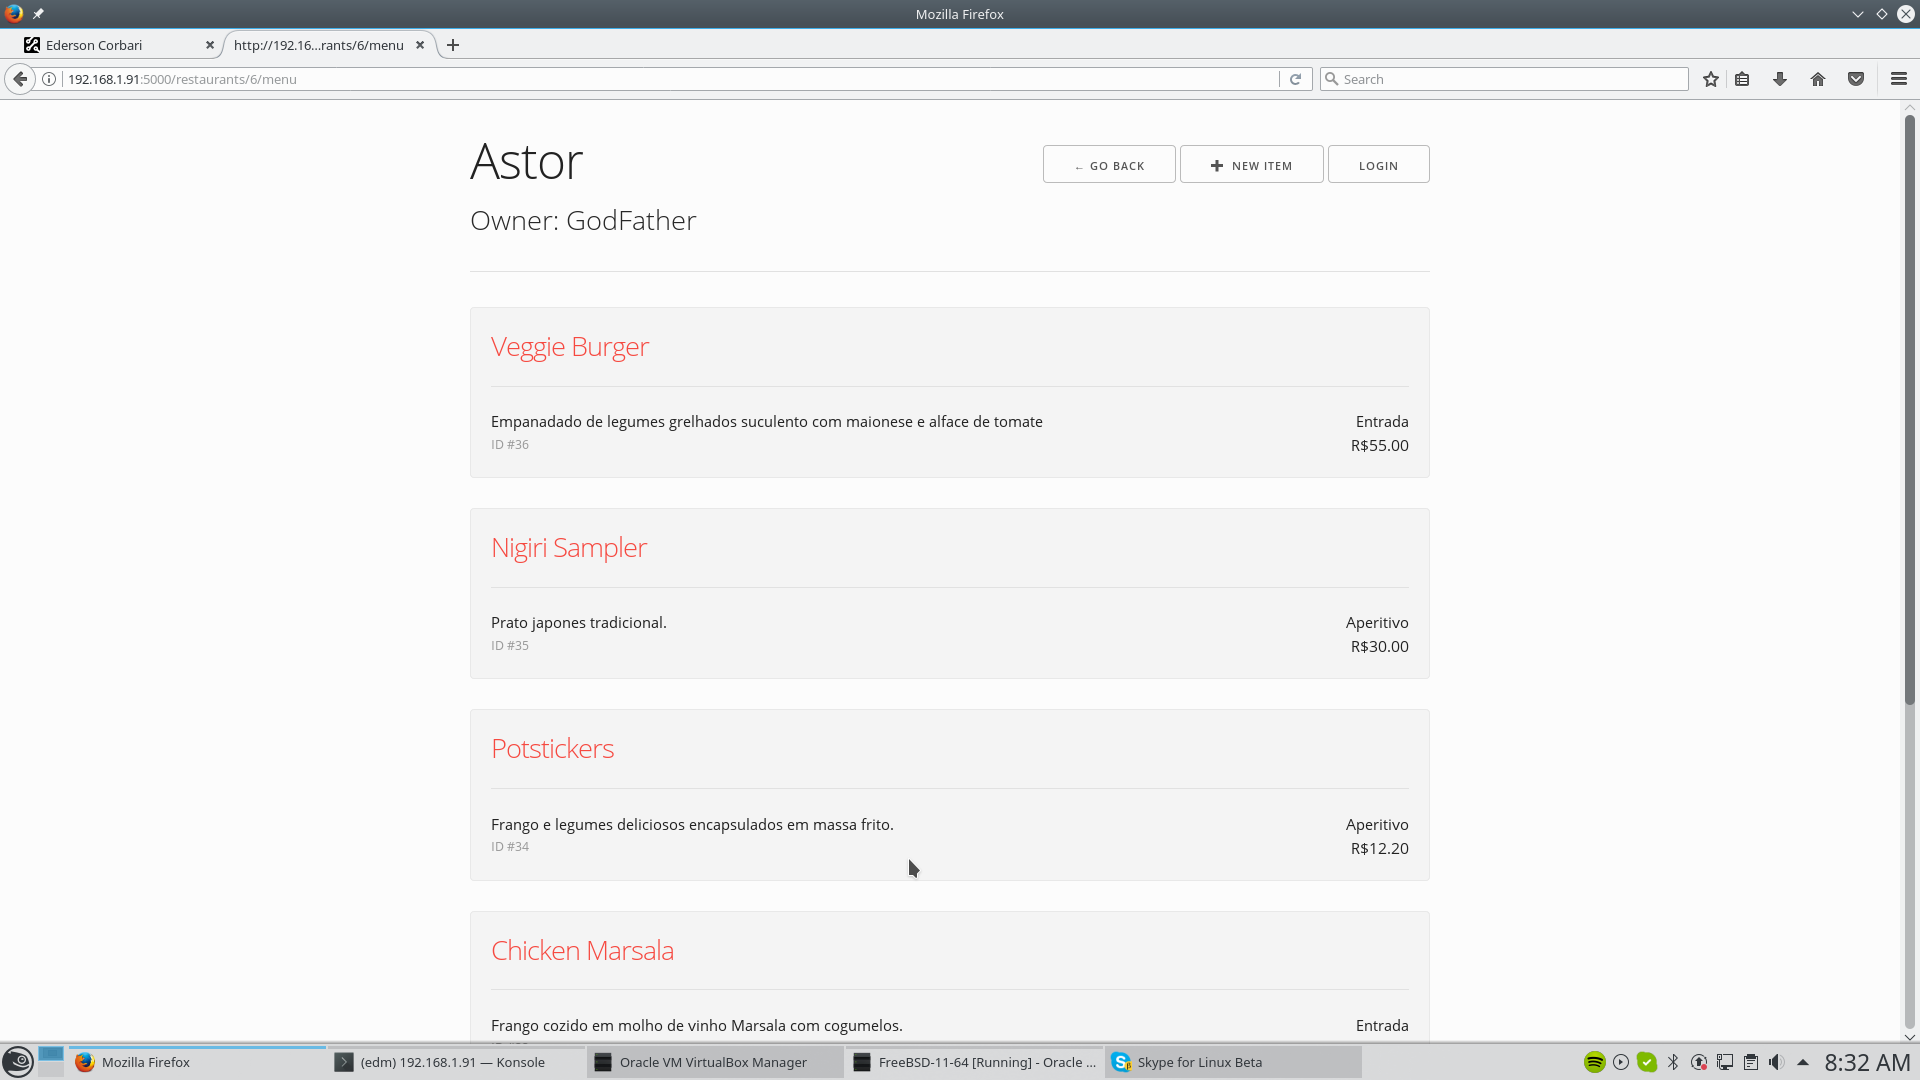 Mozilla Firefox
Ederson Corbari
http://192.16...rants/6/menu
192.168.1.91:5000/restaurants/6/menu
Search
Astor
← GO BACK
NEW ITEM
LOGIN
Owner: GodFather
Veggie Burger
Empanadado de legumes grelhados suculento com maionese e alface de tomate
Entrada
ID #36
R$55.00
Nigiri Sampler
Prato japones tradicional.
Aperitivo
ID #35
R$30.00
Potstickers
Frango e legumes deliciosos encapsulados em massa frito.
Aperitivo
ID #34
R$12.20
Chicken Marsala
Frango cozido em molho de vinho Marsala com cogumelos.
Entrada
Mozilla Firefox
(edm) 192.168.1.91 — Konsole
Oracle VM VirtualBox Manager
FreeBSD-11-64 [Running] - Oracle ...
Skype for Linux Beta
8:32 AM